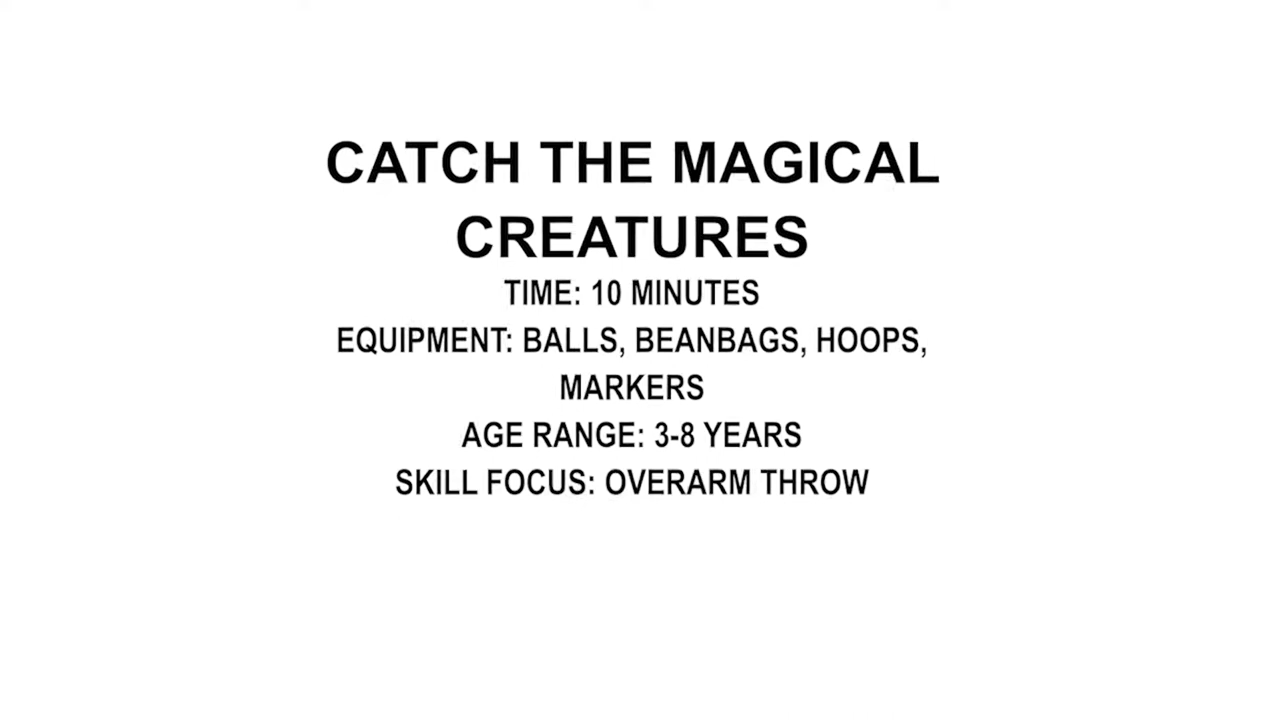 CATCH THE MAGICAL
CREATURES
TIME: 10 MINUTES
EQUIPMENT: BALLS, BEANBAGS, HOOPS,
MARKERS
AGE RANGE: 3-8 YEARS
SKILL FOCUS: OVERARM THROW